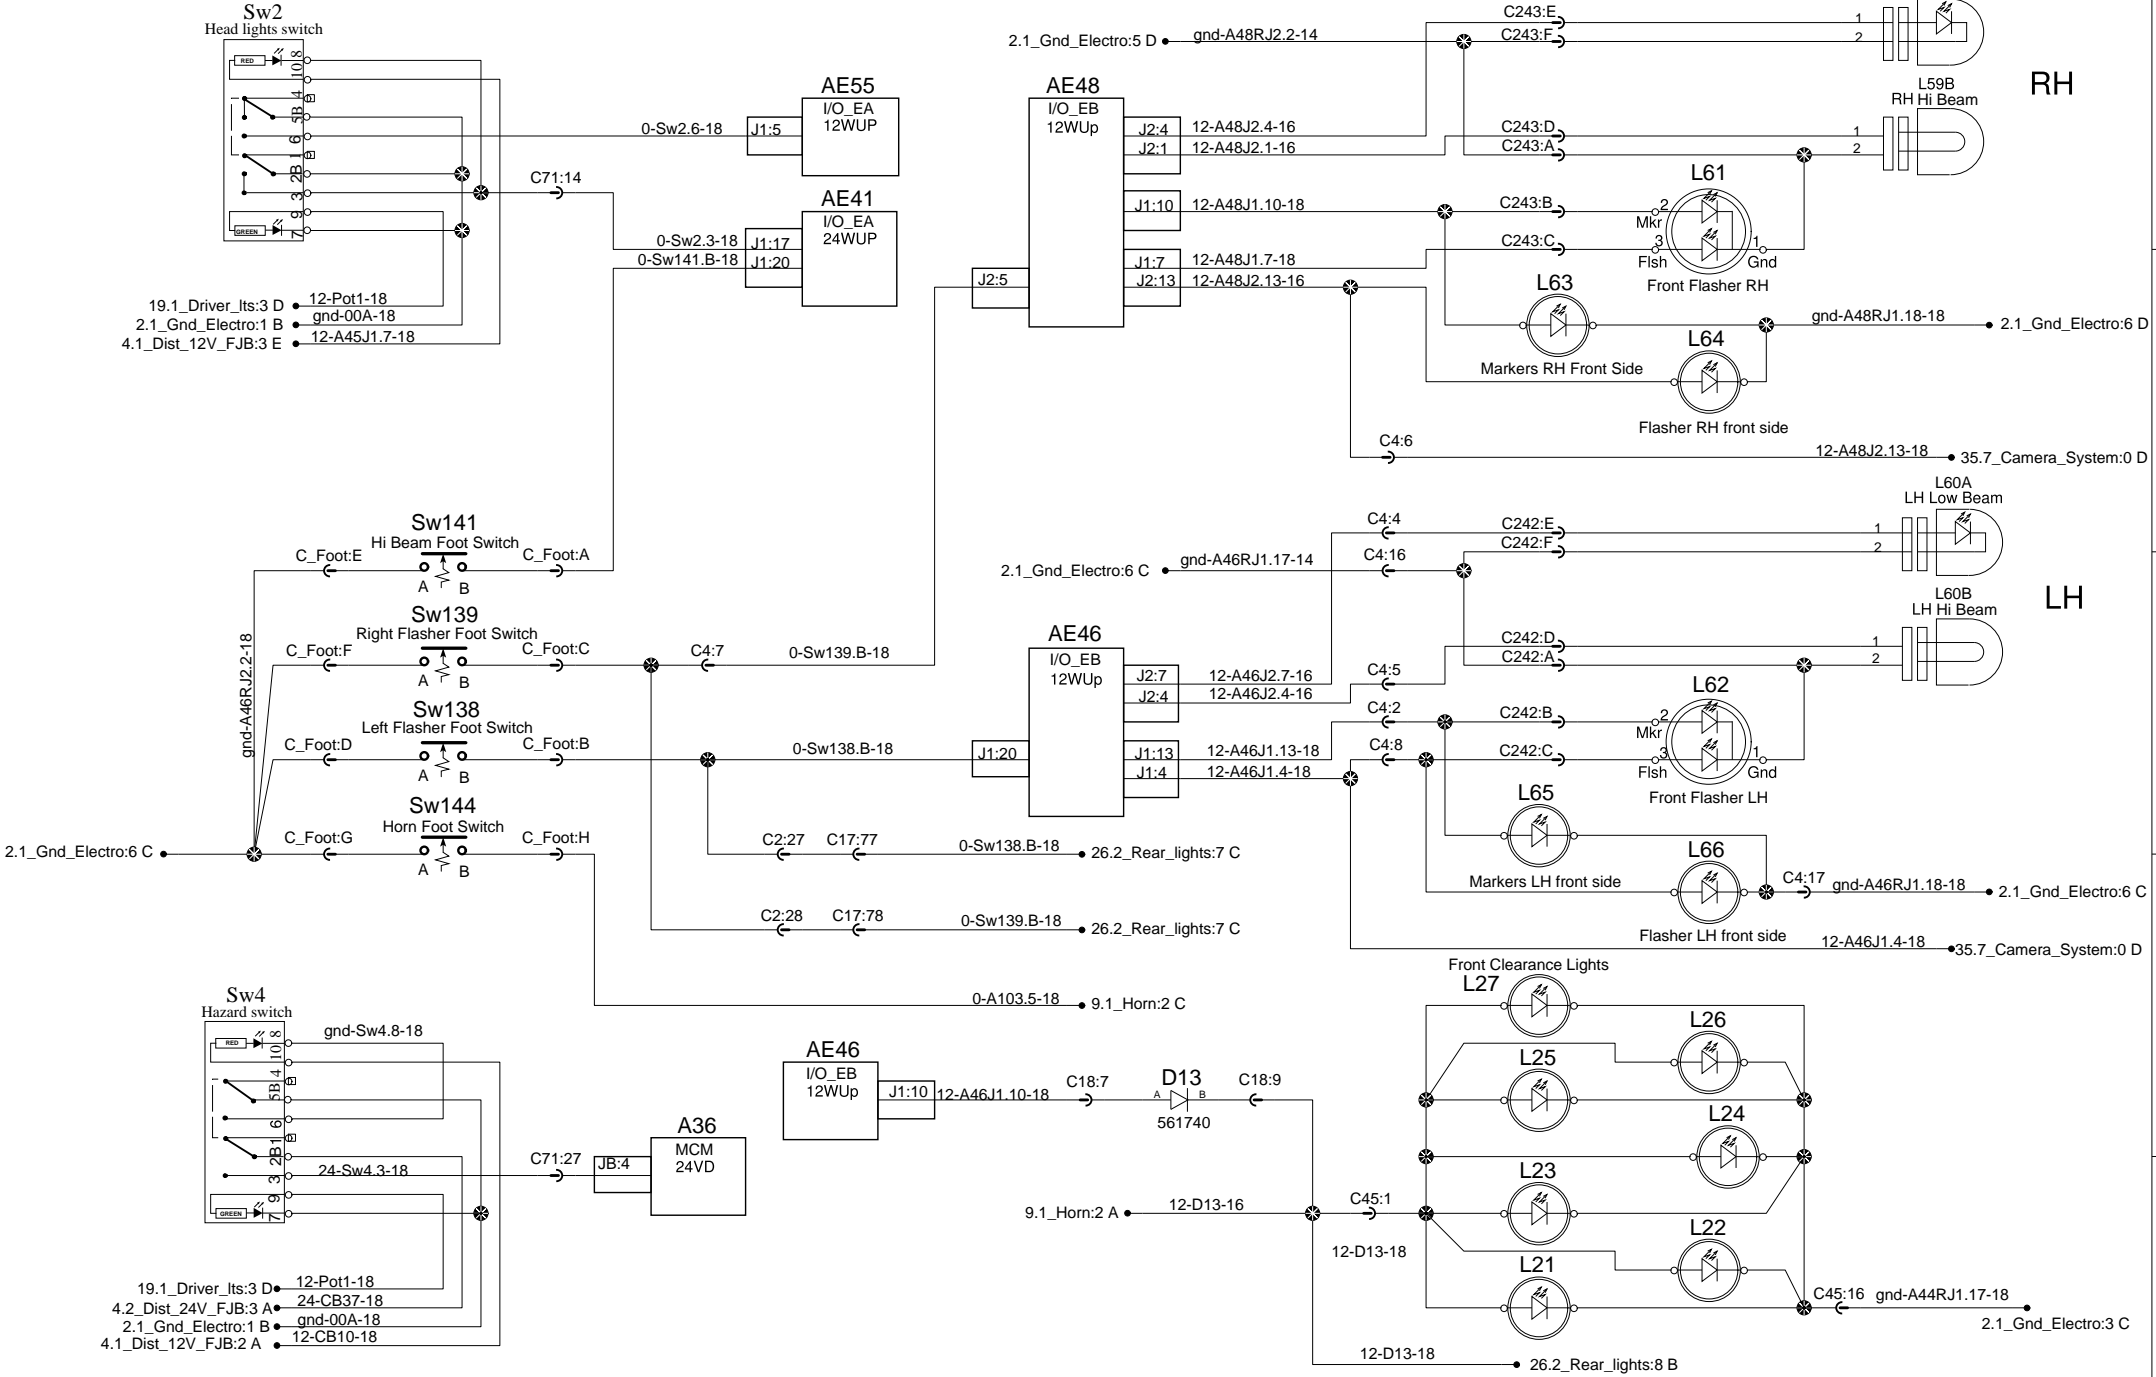 Sw2
Head lights switch
RED
8
10
4
5B
6
1
2B
3
9
GREEN
7
19.1_Driver_lts:3 D
12-Pot1-18
2.1_Gnd_Electro:1 B
gnd-00A-18
4.1_Dist_12V_FJB:3 E
12-A45J1.7-18
C71:14
0-Sw2.6-18
AE55
I/O_EA
12WUP
J1:5
AE41
I/O_EA
24WUP
0-Sw2.3-18
J1:17
0-Sw141.B-18
J1:20
2.1_Gnd_Electro:5 D
gnd-A48RJ2.2-14
AE48
I/O_EB
12WUp
J2:4
12-A48J2.4-16
J2:1
12-A48J2.1-16
J1:10
12-A48J1.10-18
J1:7
12-A48J1.7-18
J2:13
12-A48J2.13-16
J2:5
C243:E
C243:F
1
2
C243:D
C243:A
1
2
C243:B
C243:C
L59B
RH Hi Beam
RH
L61
2
Mkr
3
Flsh
1
Gnd
Front Flasher RH
L63
Markers RH Front Side
L64
Flasher RH front side
gnd-A48RJ1.18-18
2.1_Gnd_Electro:6 D
C4:6
12-A48J2.13-18
35.7_Camera_System:0 D
L60A
LH Low Beam
C4:4
C242:E
C242:F
1
2
2.1_Gnd_Electro:6 C
gnd-A46RJ1.17-14
C4:16
L60B
LH Hi Beam
LH
C242:D
C242:A
1
2
Sw141
Hi Beam Foot Switch
C_Foot:E
C_Foot:A
A
B
Sw139
Right Flasher Foot Switch
C_Foot:F
C_Foot:C
A
B
C4:7
0-Sw139.B-18
gnd-A46RJ2.2-18
Sw138
Left Flasher Foot Switch
C_Foot:D
C_Foot:B
A
B
0-Sw138.B-18
Sw144
Horn Foot Switch
C_Foot:G
C_Foot:H
A
B
2.1_Gnd_Electro:6 C
AE46
I/O_EB
12WUp
J2:7
12-A46J2.7-16
J2:4
12-A46J2.4-16
J1:20
J1:13
12-A46J1.13-18
J1:4
12-A46J1.4-18
C4:5
C4:2
C4:8
C242:B
C242:C
L62
2
Mkr
3
Flsh
1
Gnd
Front Flasher LH
L65
Markers LH front side
L66
Flasher LH front side
C4:17
gnd-A46RJ1.18-18
2.1_Gnd_Electro:6 C
12-A46J1.4-18
35.7_Camera_System:0 D
C2:27
C17:77
0-Sw138.B-18
26.2_Rear_lights:7 C
C2:28
C17:78
0-Sw139.B-18
26.2_Rear_lights:7 C
0-A103.5-18
9.1_Horn:2 C
Sw4
Hazard switch
RED
8
10
4
5B
6
1
2B
3
9
GREEN
7
gnd-Sw4.8-18
24-Sw4.3-18
C71:27
JB:4
A36
MCM
24VD
19.1_Driver_lts:3 D
12-Pot1-18
4.2_Dist_24V_FJB:3 A
24-CB37-18
2.1_Gnd_Electro:1 B
gnd-00A-18
4.1_Dist_12V_FJB:2 A
12-CB10-18
AE46
I/O_EB
12WUp
J1:10
12-A46J1.10-18
C18:7
D13
A
B
561740
C18:9
9.1_Horn:2 A
12-D13-16
C45:1
12-D13-18
12-D13-18
26.2_Rear_lights:8 B
Front Clearance Lights
L27
L26
L25
L24
L23
L22
L21
C45:16
gnd-A44RJ1.17-18
2.1_Gnd_Electro:3 C